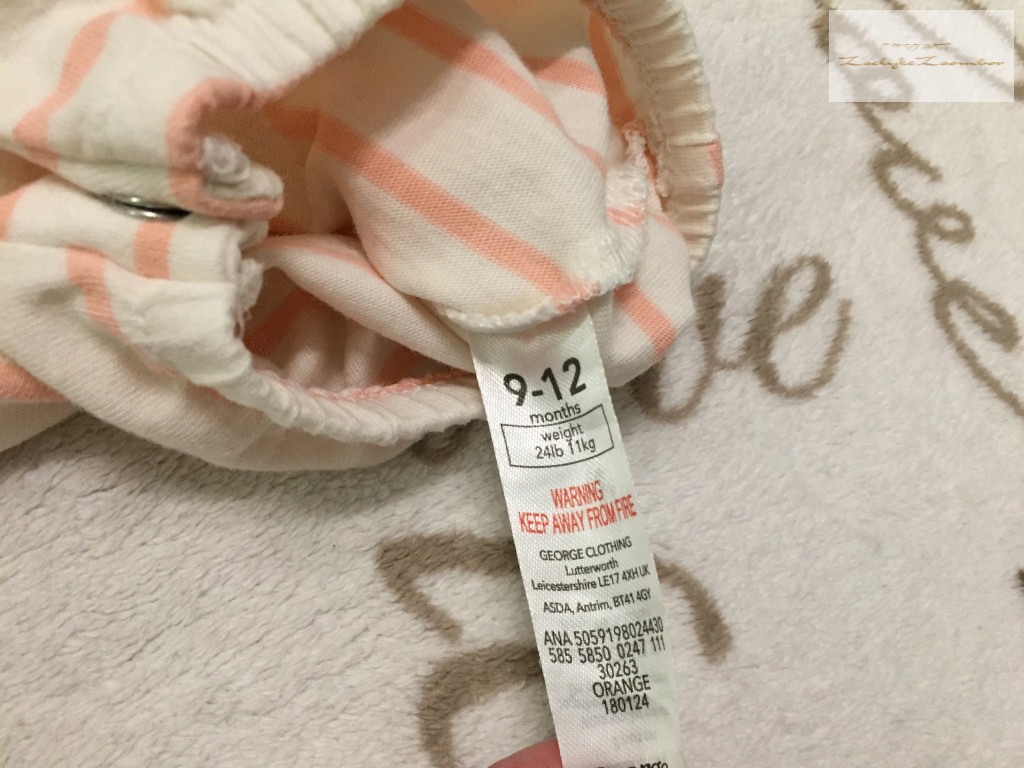 9-12
months
weight
24lb 11kg
WARNING
KEEP AWAY FROM FIRE
GEORGE CLOTHING
Lutterworth
Leicestershire LE17 4XH UK
ASDA, Antrim, BT41 4GY
ANA 5059198024430
585 5850 0247 111
30263
ORANGE
180124